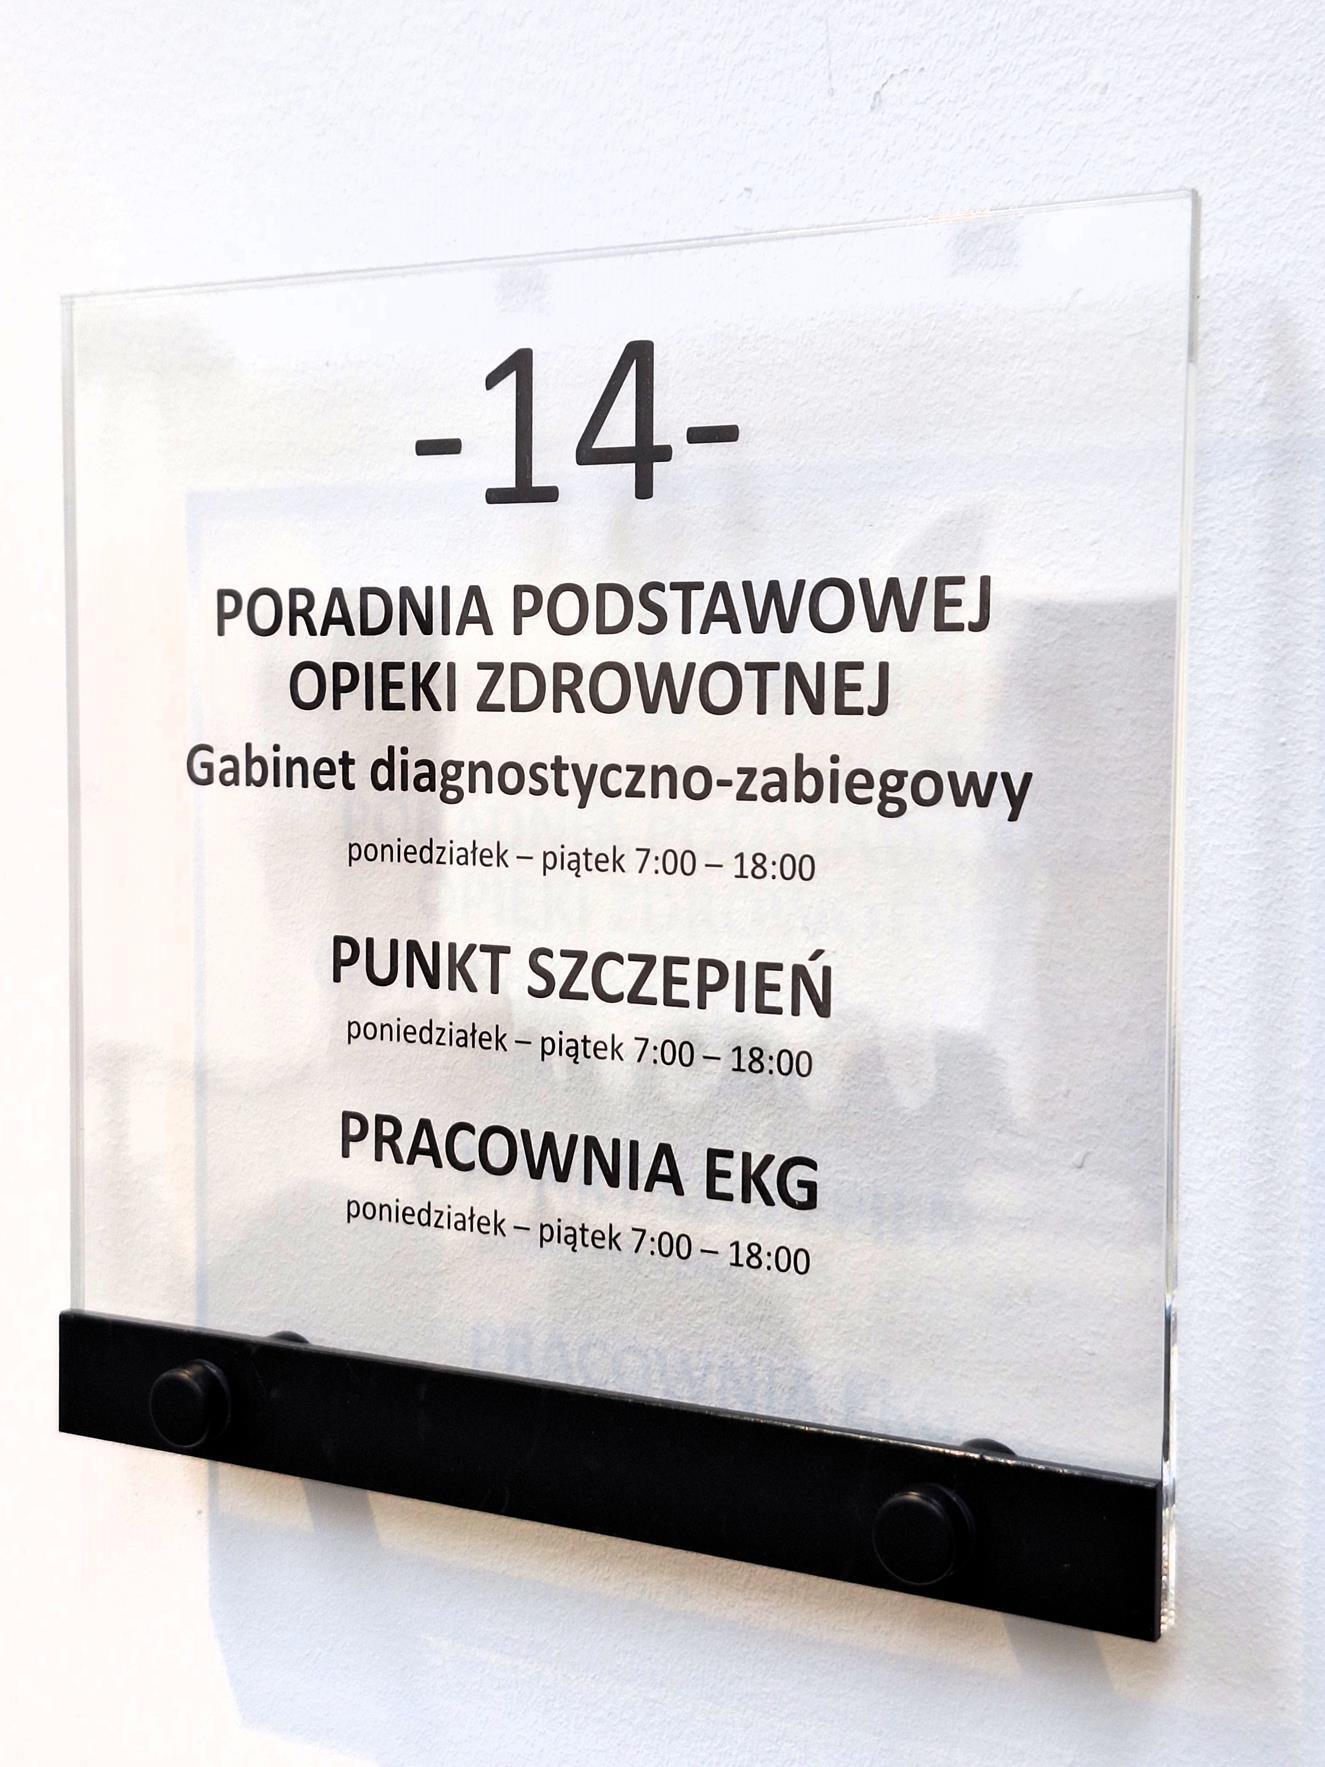 -14-
PORADNIA PODSTAWOWEJ
OPIEKI ZDROWOTNEJ
Gabinet diagnostyczno-zabiegowy
poniedziałek – piątek 7:00 – 18:00
PUNKT SZCZEPIEŃ
poniedziałek – piątek 7:00 – 18:00
PRACOWNIA EKG
poniedziałek – piątek 7:00 – 18:00